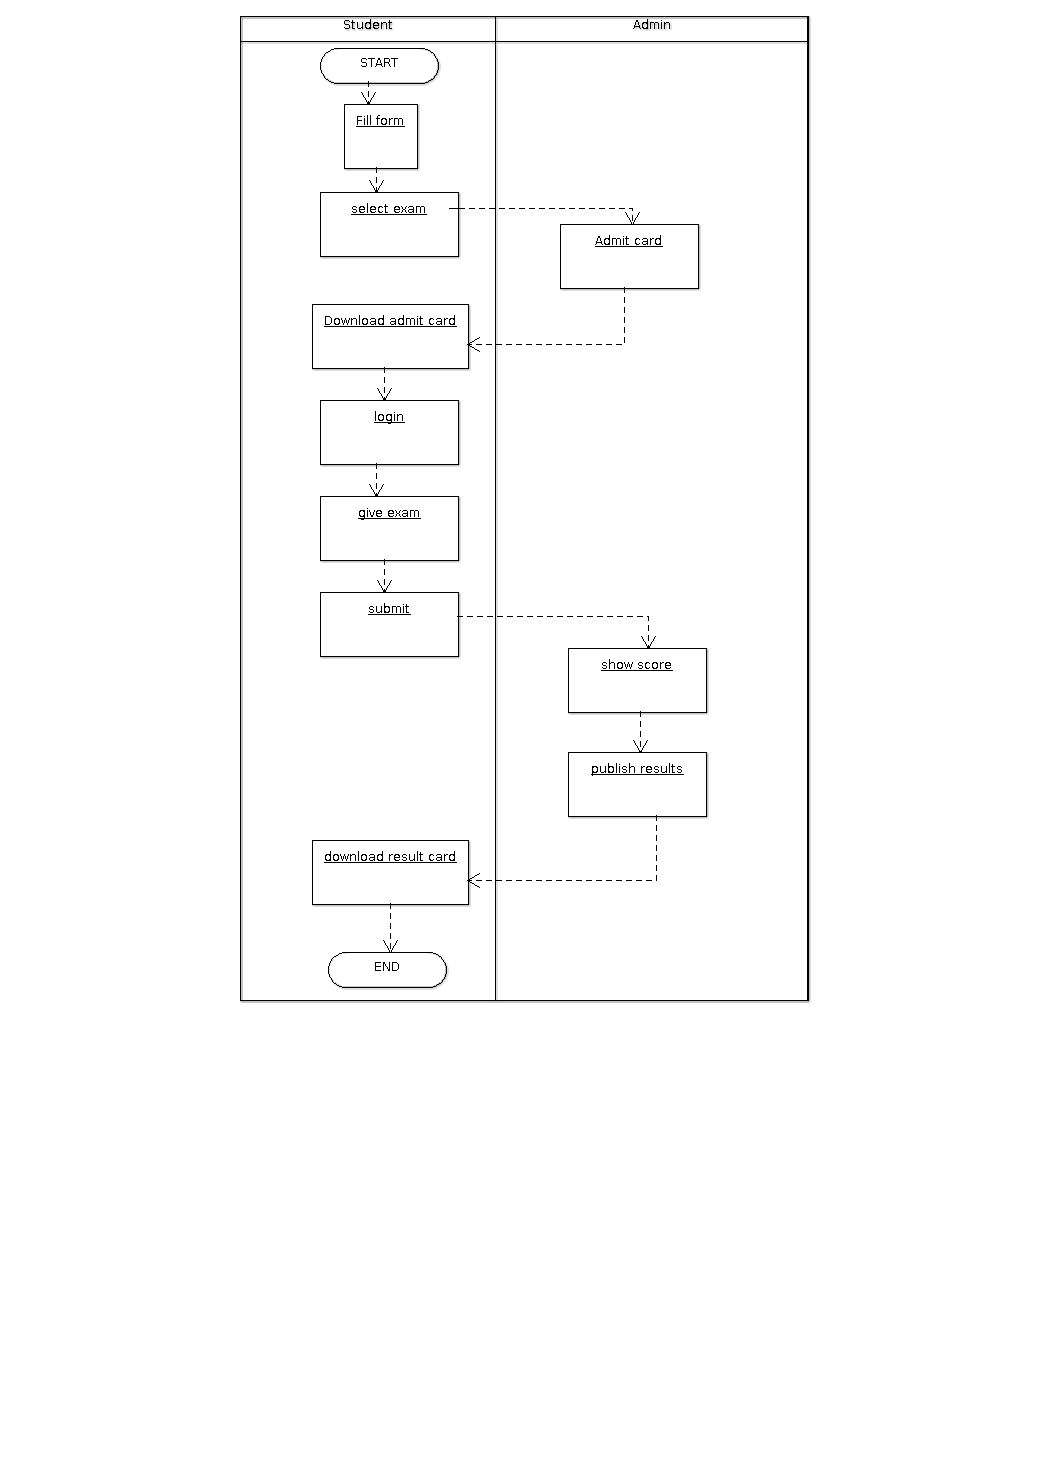 Student
Admin
START
Fill form
select exam
Admit card
Download admit card
login
give exam
submit
show score
publish results
download result card
END